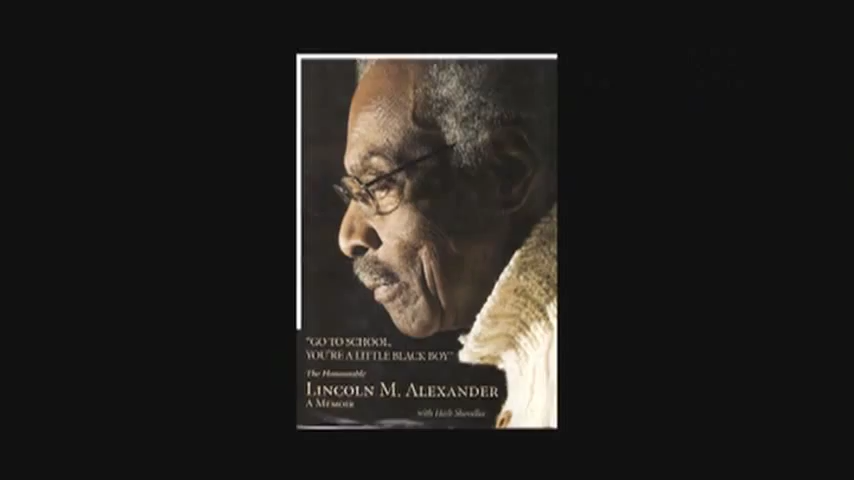 "GO TO SCHOOL,
YOU'RE A LITTLE BLACK BOY"
The Honourable
LINCOLN M. ALEXANDER
A MEMOIR
with Herb Shoveller